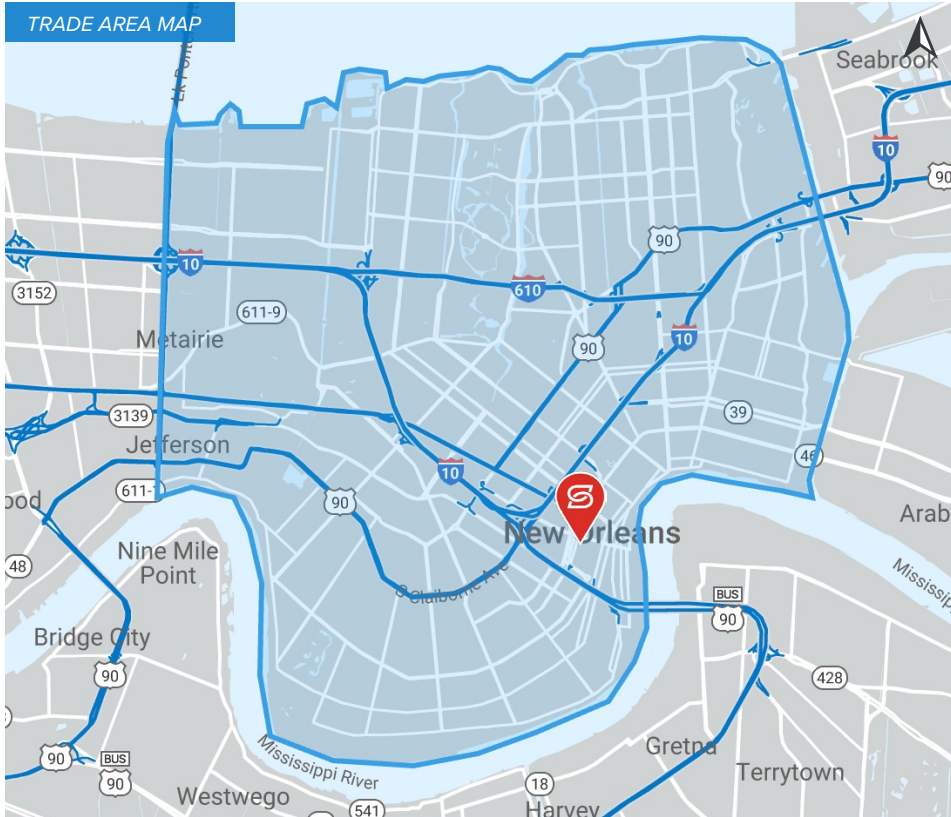 TRADE AREA MAP
Seabrook
10
90
90
10
3152
610
611-9
10
Metairie
90
39
3139
Jefferson
46
10
90
611-
ood
New Orleans
Arab
48
Nine Mile
Point
S Claiborne Ave
Mississip
BUS
90
Bridge City
90
428
90
BUS
90
Mississippi River
Gretna
Terrytown
18
Westwego
541
Harvey